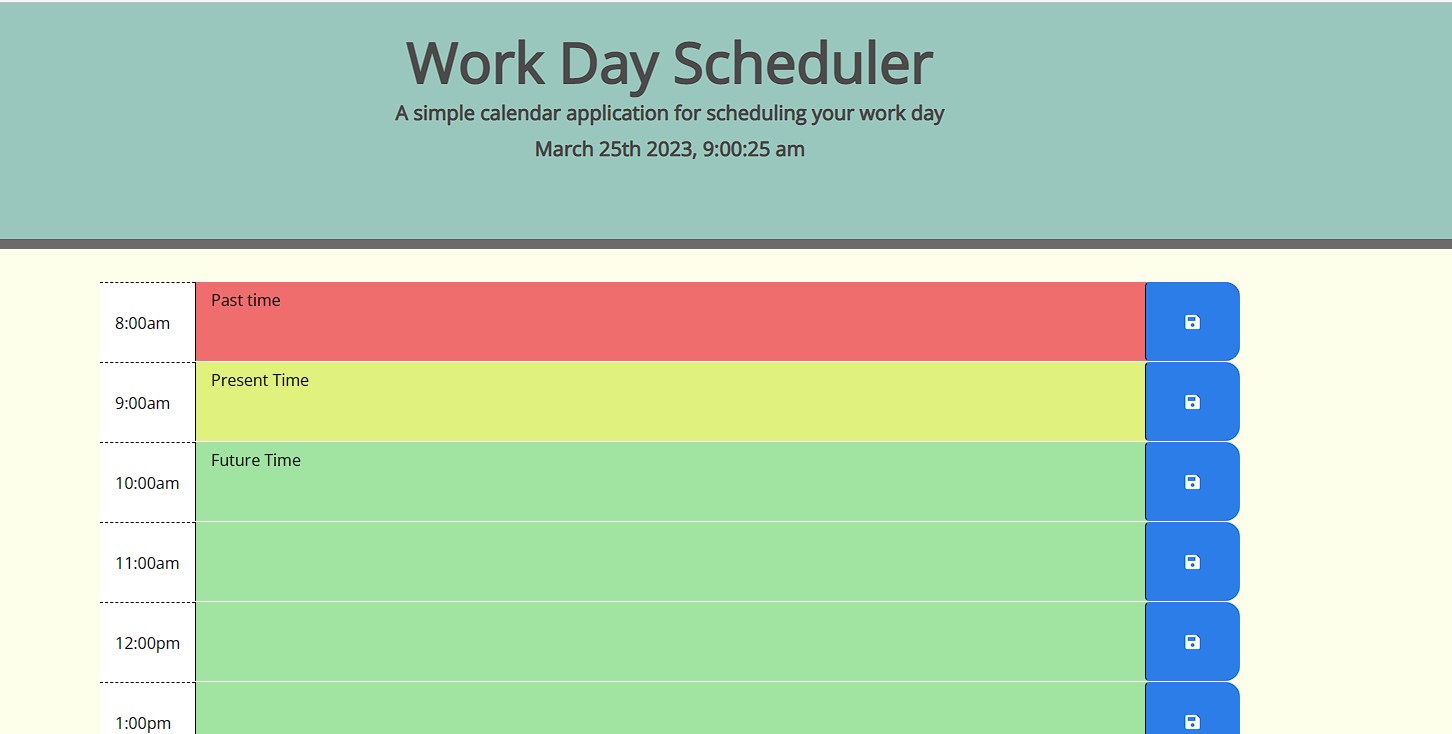 Work Day Scheduler
A simple calendar application for scheduling your work day
March 25th 2023, 9:00:25 am
8:00am Past time
9:00am Present Time
10:00am Future Time
11:00am
12:00pm
1:00pm